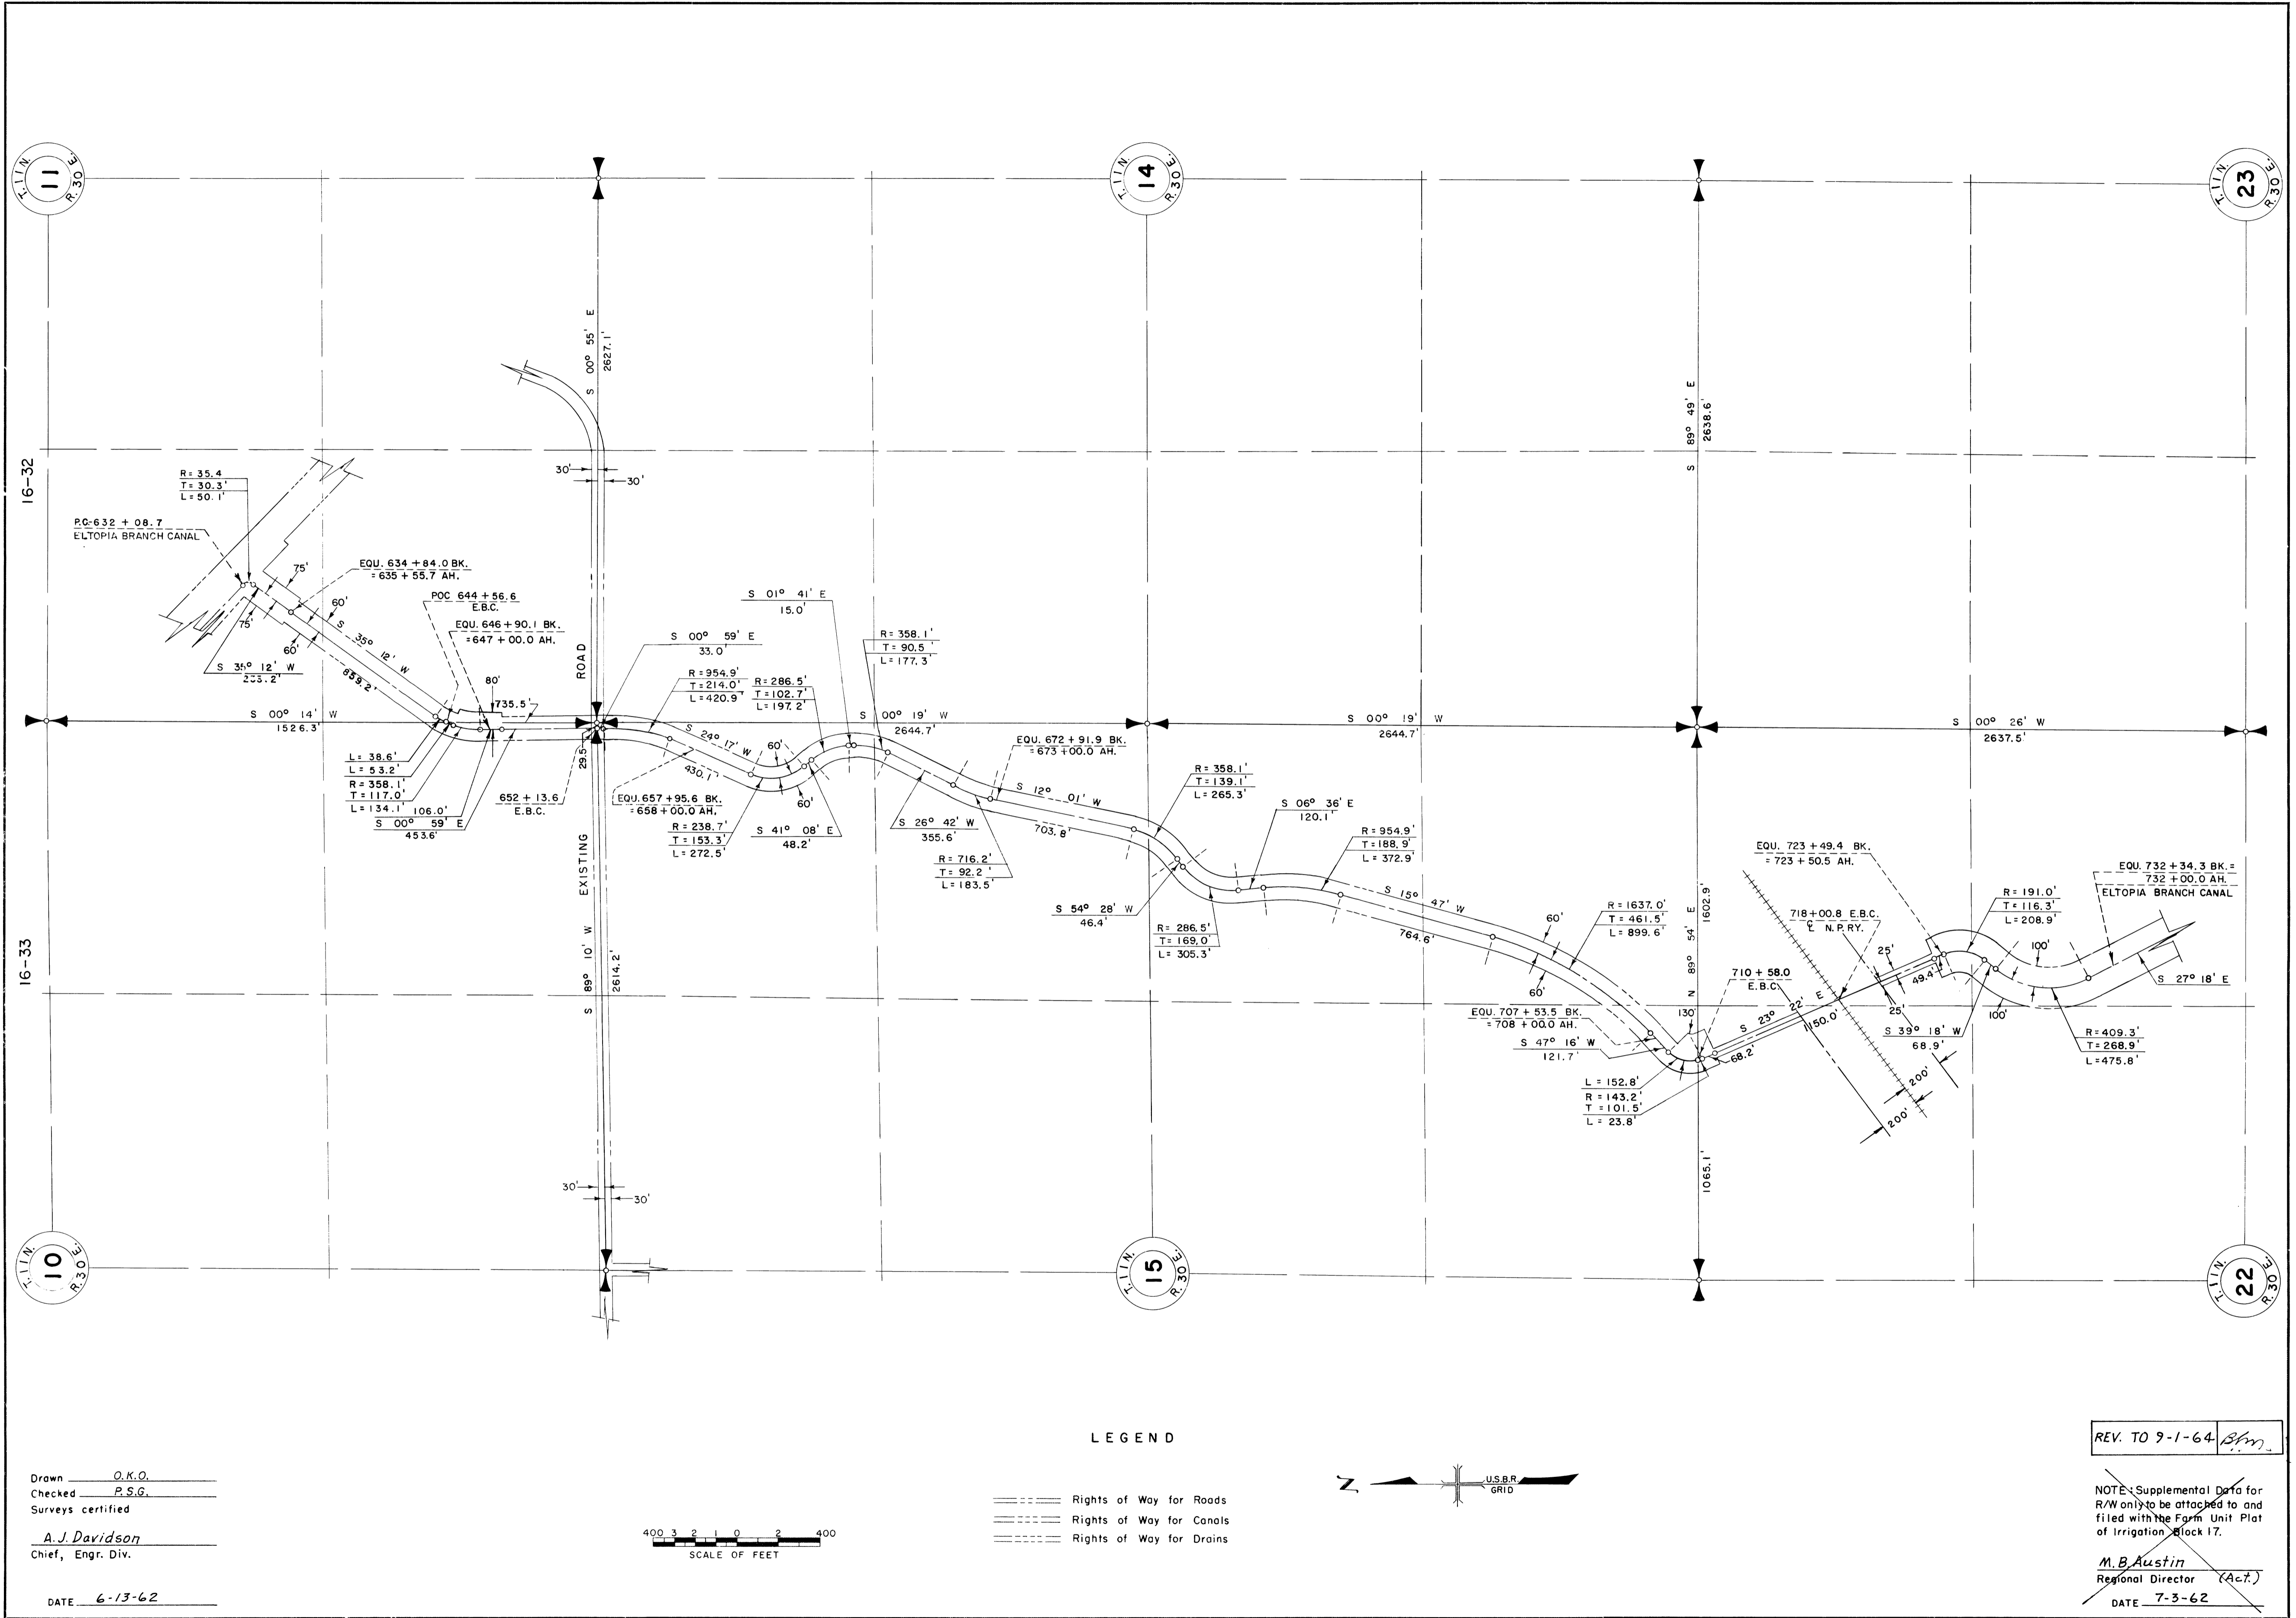 T. 11 N.
11
R. 30 E.
T. 11 N.
14
R. 30 E.
T. 11 N.
23
R. 30 E.
S 00° 55' E
2627.1'
S 89° 49' E
2638.6'
16-32
R= 35.4
T= 30.3'
L= 50.1'
30'
30'
P.C-632 + 08.7
ELTOPIA BRANCH CANAL
75'
EQU. 634 + 84.0 BK.
= 635 + 55.7 AH.
60'
75'
60'
S 35° 12' W
859.2'
S 35° 12' W
POC 644 + 56.6
E.B.C.
EQU. 646 + 90.1 BK.
= 647 + 00.0 AH.
80'
735.5'
ROAD
S 00° 59' E
33.0'
S 01° 41' E
15.0'
R= 358.1'
T= 90.5'
L= 177.3'
R= 954.9'
T= 214.0'
L= 420.9'
R= 286.5'
T= 102.7'
L= 197.2'
S 00° 14' W
1526.3'
S 00° 19' W
2644.7'
S 00° 19' W
2644.7'
S 00° 26' W
2637.5'
S 24° 17' W
430.1'
60'
60'
L= 38.6'
L= 53.2'
R= 358.1'
T= 117.0'
L= 134.1'
106.0'
S 00° 59' E
453.6'
29.5
652 + 13.6
E.B.C.
EQU. 657 + 95.6 BK.
= 658 + 00.0 AH.
R= 238.7'
T= 153.3'
L= 272.5'
S 41° 08' E
48.2'
S 26° 42' W
355.6'
EQU. 672 + 91.9 BK.
= 673 + 00.0 AH.
S 12° 01' W
703.8'
R= 716.2'
T= 92.2'
L= 183.5'
R= 358.1'
T= 139.1'
L= 265.3'
S 06° 36' E
120.1'
R= 954.9'
T= 188.9'
L= 372.9'
S 54° 28' W
46.4'
R= 286.5'
T= 169.0'
L= 305.3'
S 15° 47' W
764.6'
60'
60'
R= 1637.0'
T= 461.5'
L= 899.6'
N 89° 54' E
1602.9'
EQU. 723 + 49.4 BK.
= 723 + 50.5 AH.
718+00.8 E.B.C.
℄ N.P.RY.
R= 191.0'
T= 116.3'
L= 208.9'
EQU. 732 + 34.3 BK.=
732 + 00.0 AH.
ELTOPIA BRANCH CANAL
16-33
EXISTING
S 89° 10' W
2614.2'
710 + 58.0
E.B.C.
130'
EQU. 707 + 53.5 BK.
= 708 + 00.0 AH.
S 47° 16' W
121.7'
S 23° 22' E
1150.0'
68.2'
25'
49.4'
25'
100'
100'
S 39° 18' W
68.9'
S 27° 18' E
R= 409.3'
T= 268.9'
L= 475.8'
L = 152.8'
R = 143.2'
T = 101.5'
L = 23.8'
200'
200'
1065.1'
30'
30'
T. 11 N.
10
R. 30 E.
T. 11 N.
15
R. 30 E.
T. 11 N.
22
R. 30 E.
LEGEND
Rights of Way for Roads
Rights of Way for Canals
Rights of Way for Drains
N
U.S.B.R.
GRID
400 3 2 1 0 2 400
SCALE OF FEET
Drawn O.K.O.
Checked P.S.G.
Surveys certified
A.J. Davidson
Chief, Engr. Div.
DATE 6-13-62
REV. TO 9-1-64
NOTE: Supplemental Data for
R/W only to be attached to and
filed with the Farm Unit Plat
of Irrigation Block 17.
M.B. Austin
Regional Director (Act.)
DATE 7-3-62